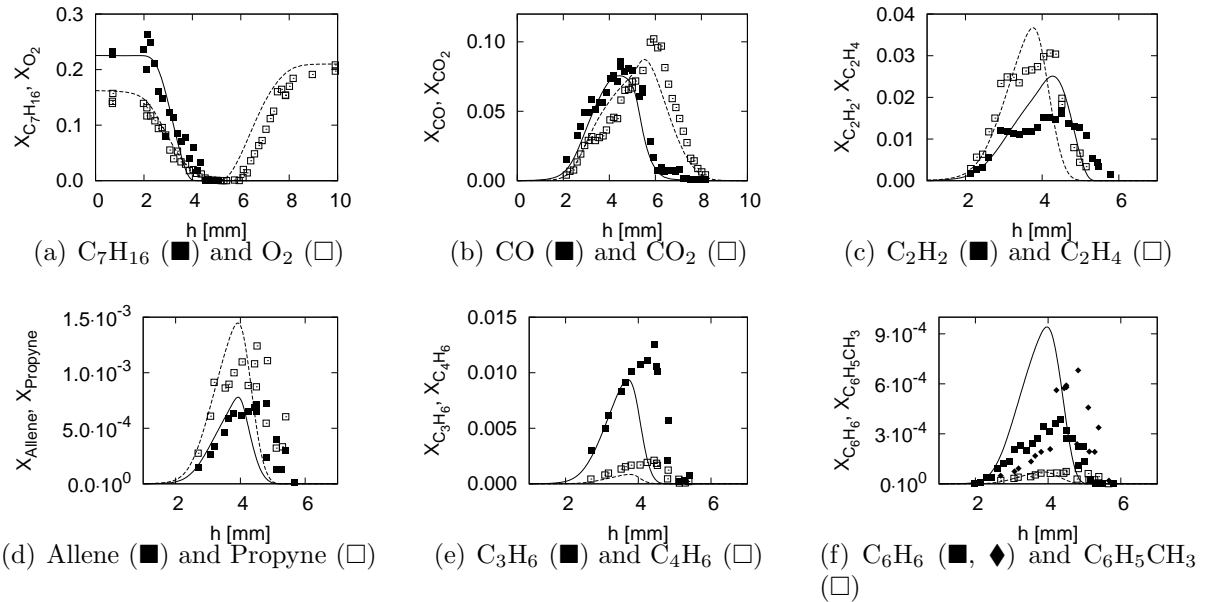 0.3
0.2
0.1
0.0
X_C7H16, X_O2
0 2 4 6 8 10
h [mm]
(a) C₇H₁₆ (■) and O₂ (□)
0.10
0.05
0.00
X_CO, X_CO2
0 2 4 6 8 10
h [mm]
(b) CO (■) and CO₂ (□)
0.04
0.03
0.02
0.01
0
X_C2H2, X_C2H4
2 4 6
h [mm]
(c) C₂H₂ (■) and C₂H₄ (□)
1.5·10⁻³
1.0·10⁻³
5.0·10⁻⁴
0.0·10⁰
X_Allene, X_Propyne
2 4 6
h [mm]
(d) Allene (■) and Propyne (□)
0.015
0.010
0.005
0.000
X_C3H6, X_C4H6
0 2 4 6
h [mm]
(e) C₃H₆ (■) and C₄H₆ (□)
9·10⁻⁴
6·10⁻⁴
3·10⁻⁴
0·10⁰
X_C6H6, X_C6H5CH3
2 4 6
h [mm]
(f) C₆H₆ (■, ♦) and C₆H₅CH₃
(□)